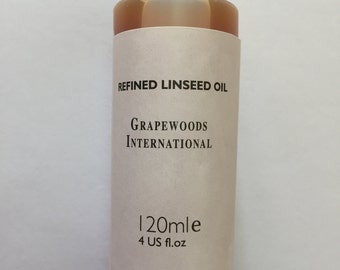 REFINED LINSEED OIL
GRAPEWOODS
INTERNATIONAL
120ml℮
4 US fl.oz